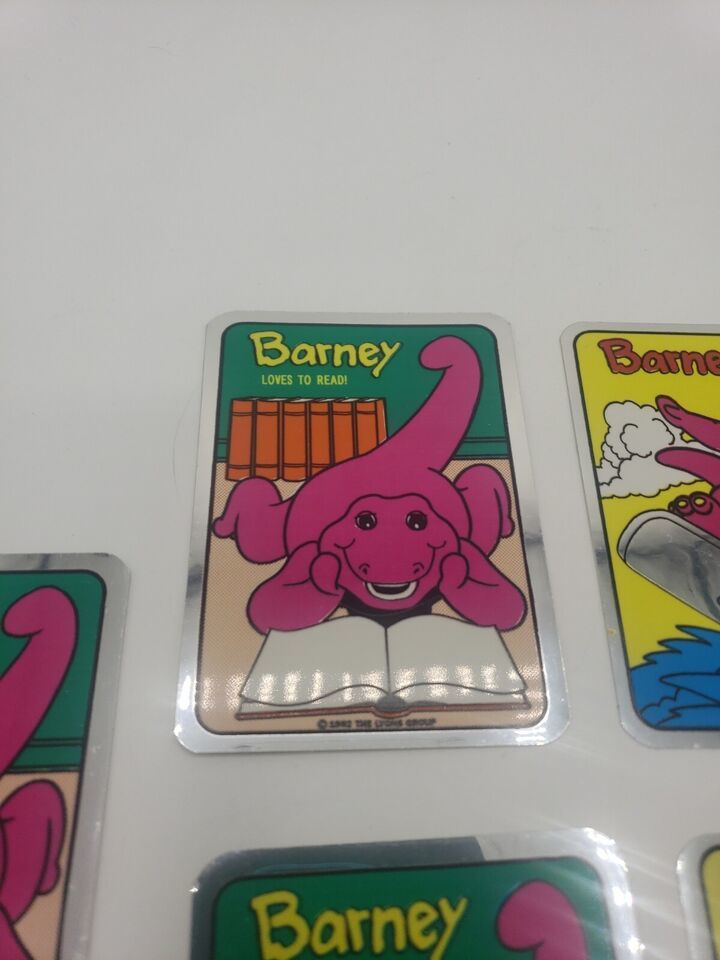 Barney
LOVES TO READ!
© 1992 THE LYONS GROUP
Barne
Barney